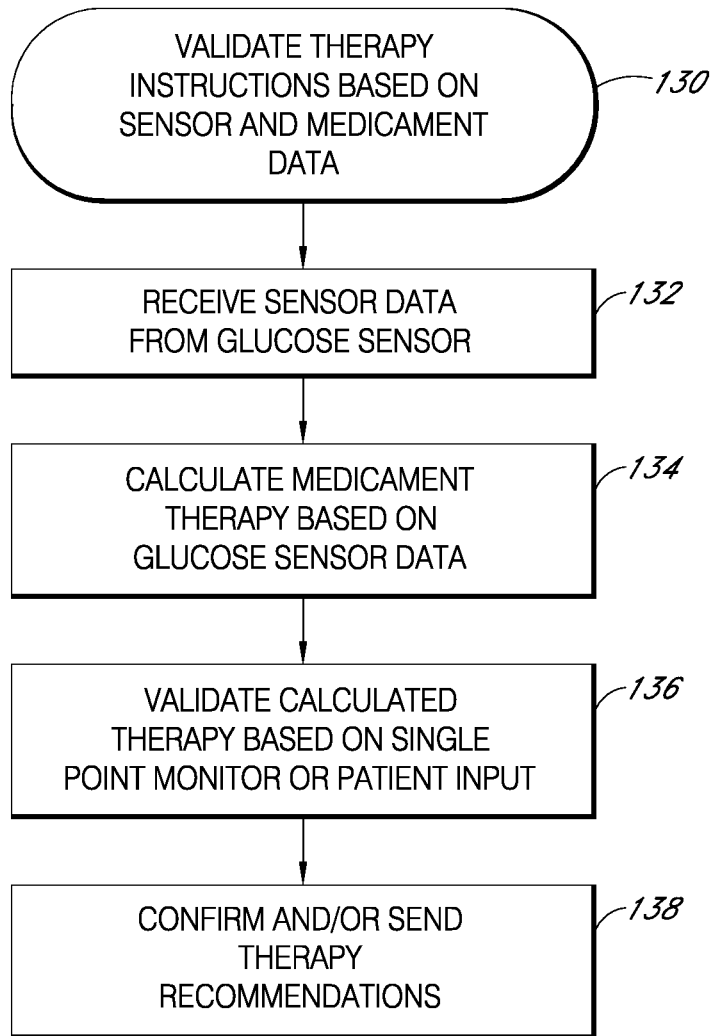 VALIDATE THERAPY
INSTRUCTIONS BASED ON
SENSOR AND MEDICAMENT
DATA
130
RECEIVE SENSOR DATA
FROM GLUCOSE SENSOR
132
CALCULATE MEDICAMENT
THERAPY BASED ON
GLUCOSE SENSOR DATA
134
VALIDATE CALCULATED
THERAPY BASED ON SINGLE
POINT MONITOR OR PATIENT INPUT
136
CONFIRM AND/OR SEND
THERAPY
RECOMMENDATIONS
138